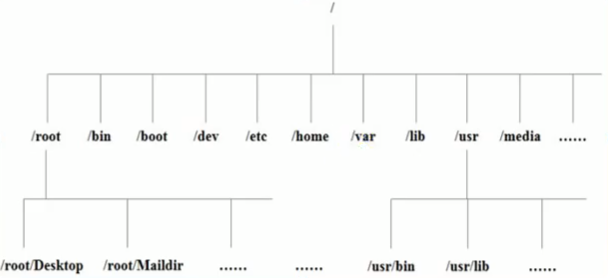 /
/root /bin /boot /dev /etc /home /var /lib /usr /media ......
/root/Desktop /root/Maildir ...... ...... /usr/bin /usr/lib ......